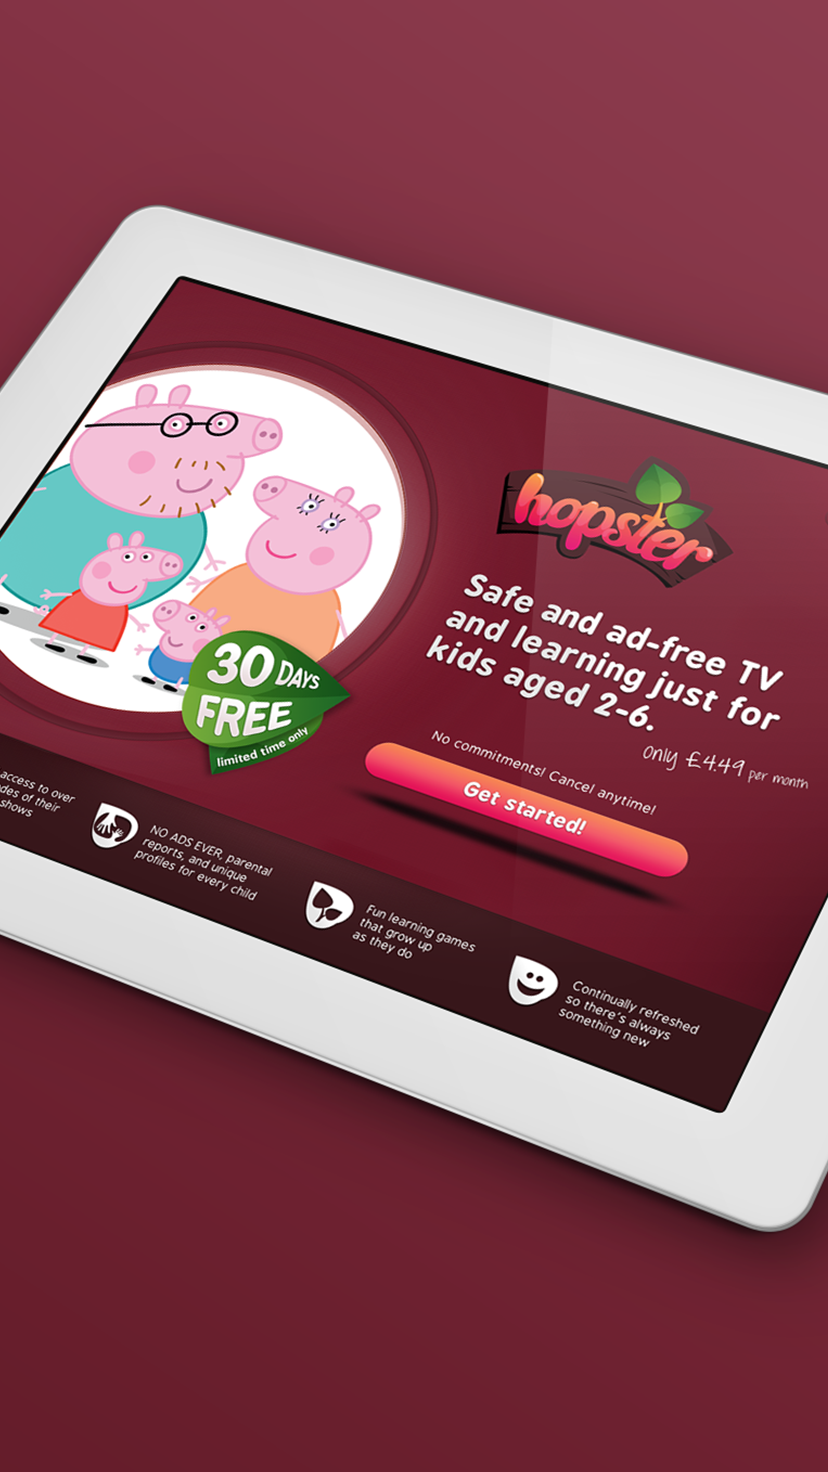 hopster
Safe and ad-free TV
and learning just for
kids aged 2-6.
only £4.49 per month
No commitments! Cancel anytime!
Get started!
30 DAYS
FREE
limited time only
access to over
des of their
shows
NO ADS EVER, parental
reports, and unique
profiles for every child
Fun learning games
that grow up
as they do
Continually refreshed
so there's always
something new